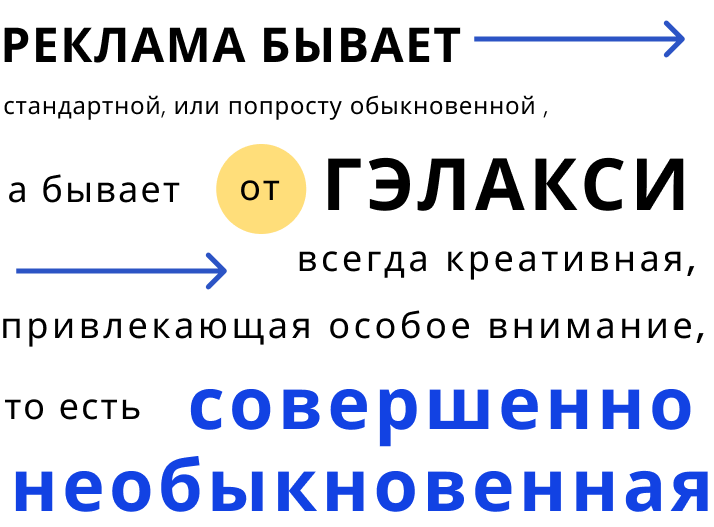 РЕКЛАМА БЫВАЕТ
стандартной, или попросту обыкновенной ,
а бывает от ГЭЛАКСИ
всегда креативная,
привлекающая особое внимание,
то есть совершенно
необыкновенная